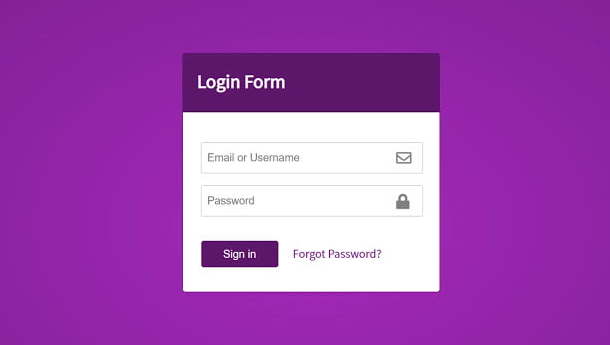 Login Form
Email or Username
Password
Sign in
Forgot Password?